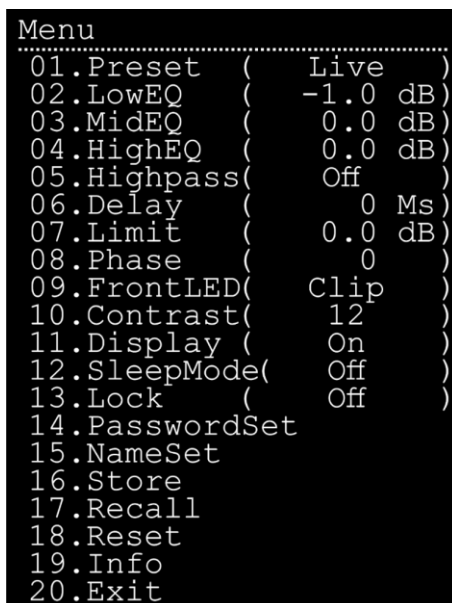 Menu
01.Preset ( Live )
02.LowEQ ( -1.0 dB)
03.MidEQ ( 0.0 dB)
04.HighEQ ( 0.0 dB)
05.Highpass( Off )
06.Delay ( 0 Ms)
07.Limit ( 0.0 dB)
08.Phase ( 0 )
09.FrontLED( Clip )
10.Contrast( 12 )
11.Display ( On )
12.SleepMode( Off )
13.Lock ( Off )
14.PasswordSet
15.NameSet
16.Store
17.Recall
18.Reset
19.Info
20.Exit